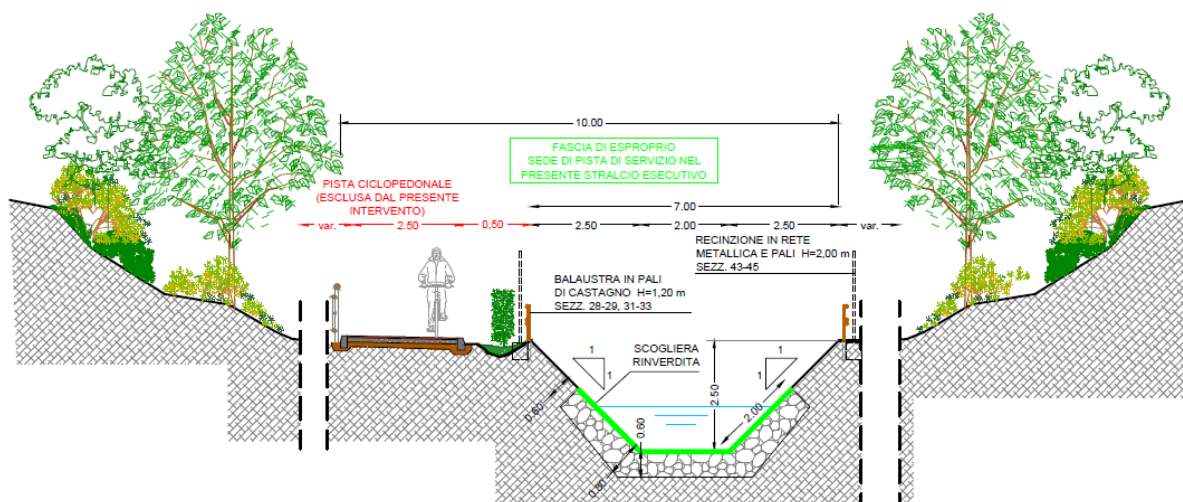 10.00
FASCIA DI ESPROPRIO
SEDE DI PISTA DI SERVIZIO NEL
PRESENTE STRALCIO ESECUTIVO
PISTA CICLOPEDONALE
(ESCLUSA DAL PRESENTE
INTERVENTO)
7.00
var.
2.50
0,50
2.50
2.00
2.50
var.
RECINZIONE IN RETE
METALLICA E PALI H=2,00 m
SEZZ. 43-45
BALAUSTRA IN PALI
DI CASTAGNO H=1,20 m
SEZZ. 28-29, 31-33
SCOGLIERA
RINVERDITA
1
1
1
1
2.50
2.00
0.60
0.60
0.80